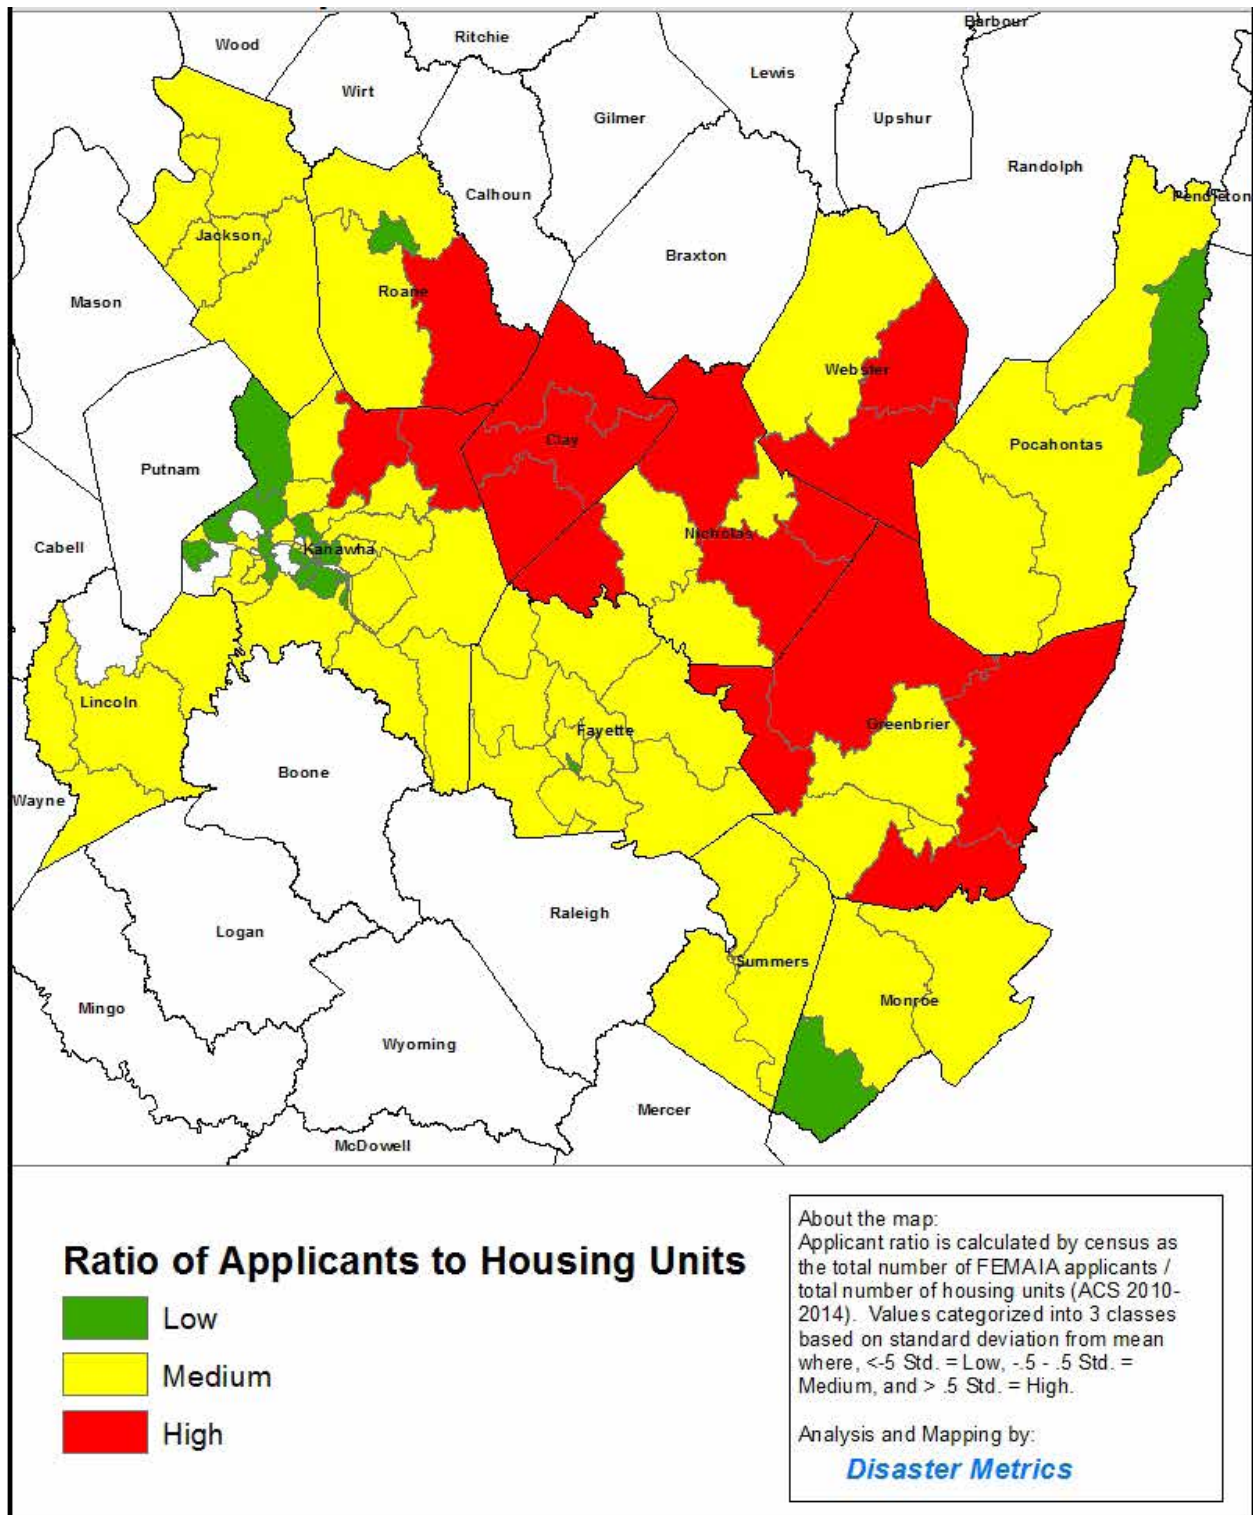 Barbour
Ritchie
Wood
Lewis
Wirt
Gilmer
Upshur
Randolph
Calhoun
Pendleton
Jackson
Braxton
Roane
Mason
Webster
Clay
Pocahontas
Putnam
Nicholas
Cabell
Kanawha
Lincoln
Greenbrier
Fayette
Boone
Wayne
Raleigh
Logan
Summers
Monroe
Mingo
Wyoming
Mercer
McDowell
Ratio of Applicants to Housing Units
Low
Medium
High
About the map:
Applicant ratio is calculated by census as
the total number of FEMAIA applicants /
total number of housing units (ACS 2010-
2014). Values categorized into 3 classes
based on standard deviation from mean
where, <-5 Std. = Low, -.5 - .5 Std. =
Medium, and > .5 Std. = High.
Analysis and Mapping by:
Disaster Metrics